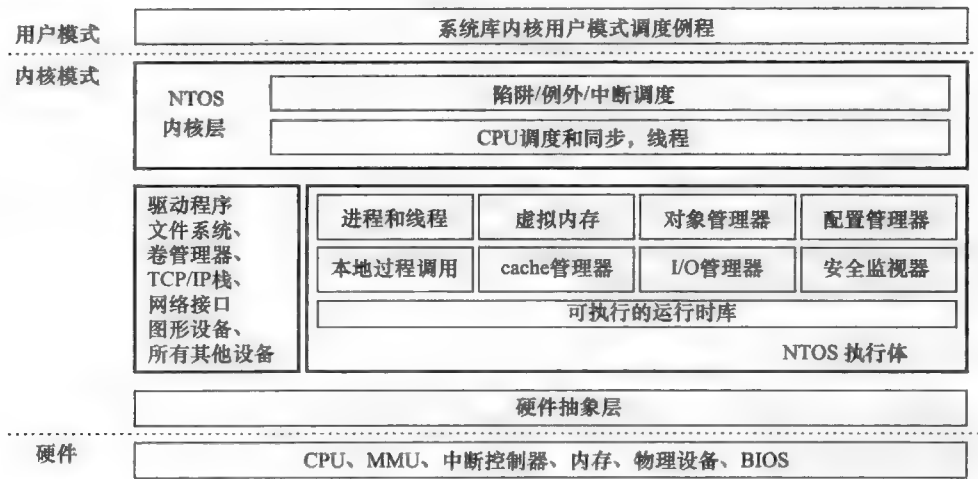 用户模式
系统库内核用户模式调度例程
内核模式
NTOS
内核层
陷阱/例外/中断调度
CPU调度和同步，线程
驱动程序
文件系统、
卷管理器、
TCP/IP栈、
网络接口
图形设备、
所有其他设备
进程和线程
虚拟内存
对象管理器
配置管理器
本地过程调用
cache管理器
I/O管理器
安全监视器
可执行的运行时库
NTOS 执行体
硬件抽象层
硬件
CPU、MMU、中断控制器、内存、物理设备、BIOS